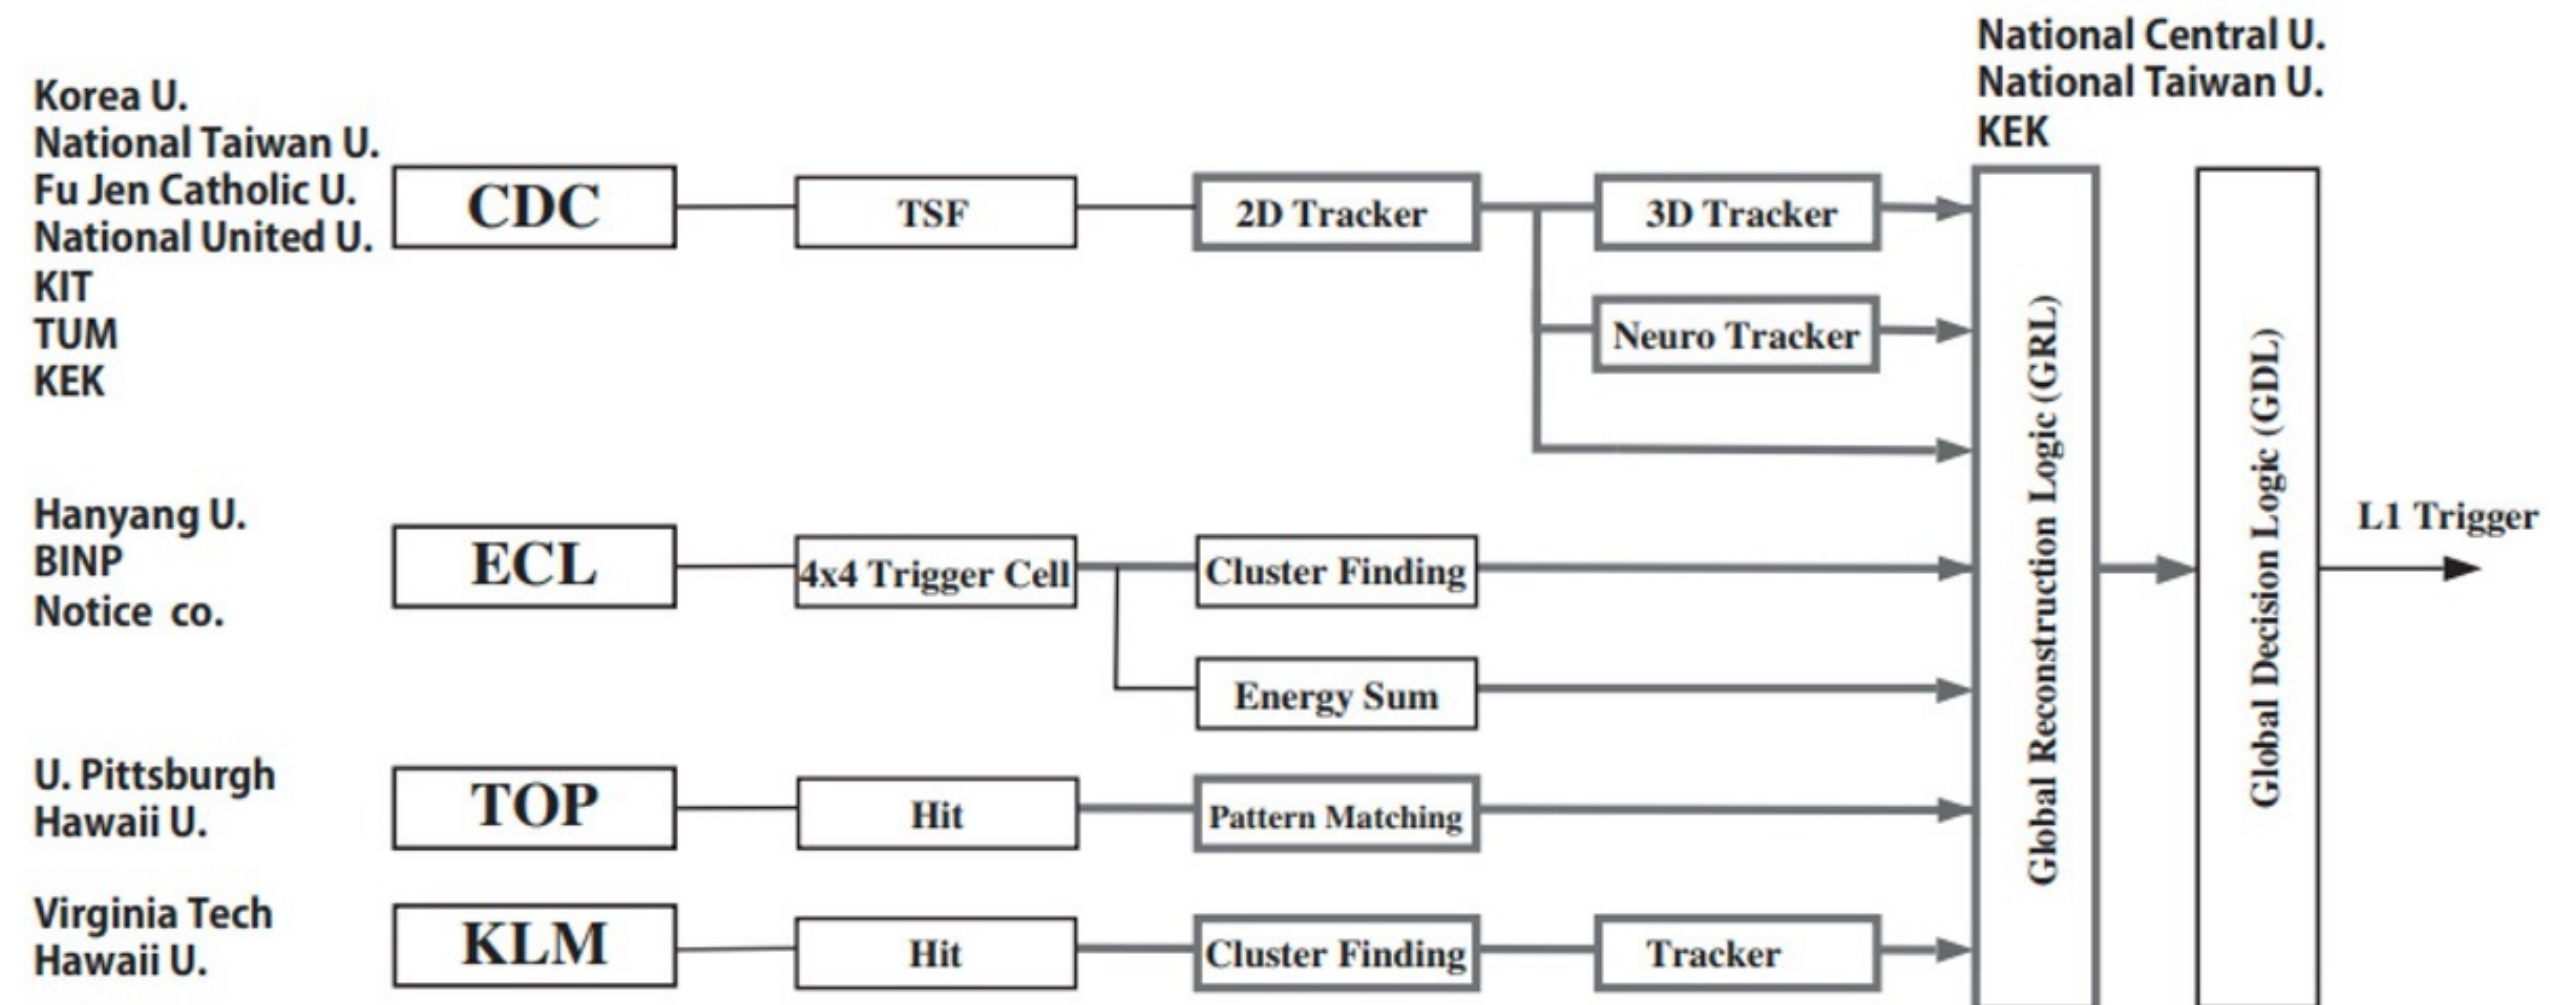 National Central U.
National Taiwan U.
KEK
Korea U.
National Taiwan U.
Fu Jen Catholic U.
National United U.
KIT
TUM
KEK
CDC
TSF
2D Tracker
3D Tracker
Neuro Tracker
Hanyang U.
BINP
Notice co.
ECL
4x4 Trigger Cell
Cluster Finding
Energy Sum
U. Pittsburgh
Hawaii U.
TOP
Hit
Pattern Matching
Virginia Tech
Hawaii U.
KLM
Hit
Cluster Finding
Tracker
Global Reconstruction Logic (GRL)
Global Decision Logic (GDL)
L1 Trigger